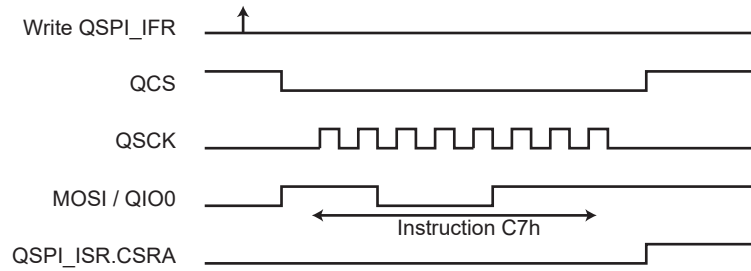 Write QSPI_IFR
QCS
QSCK
MOSI / QIO0
Instruction C7h
QSPI_ISR.CSRA